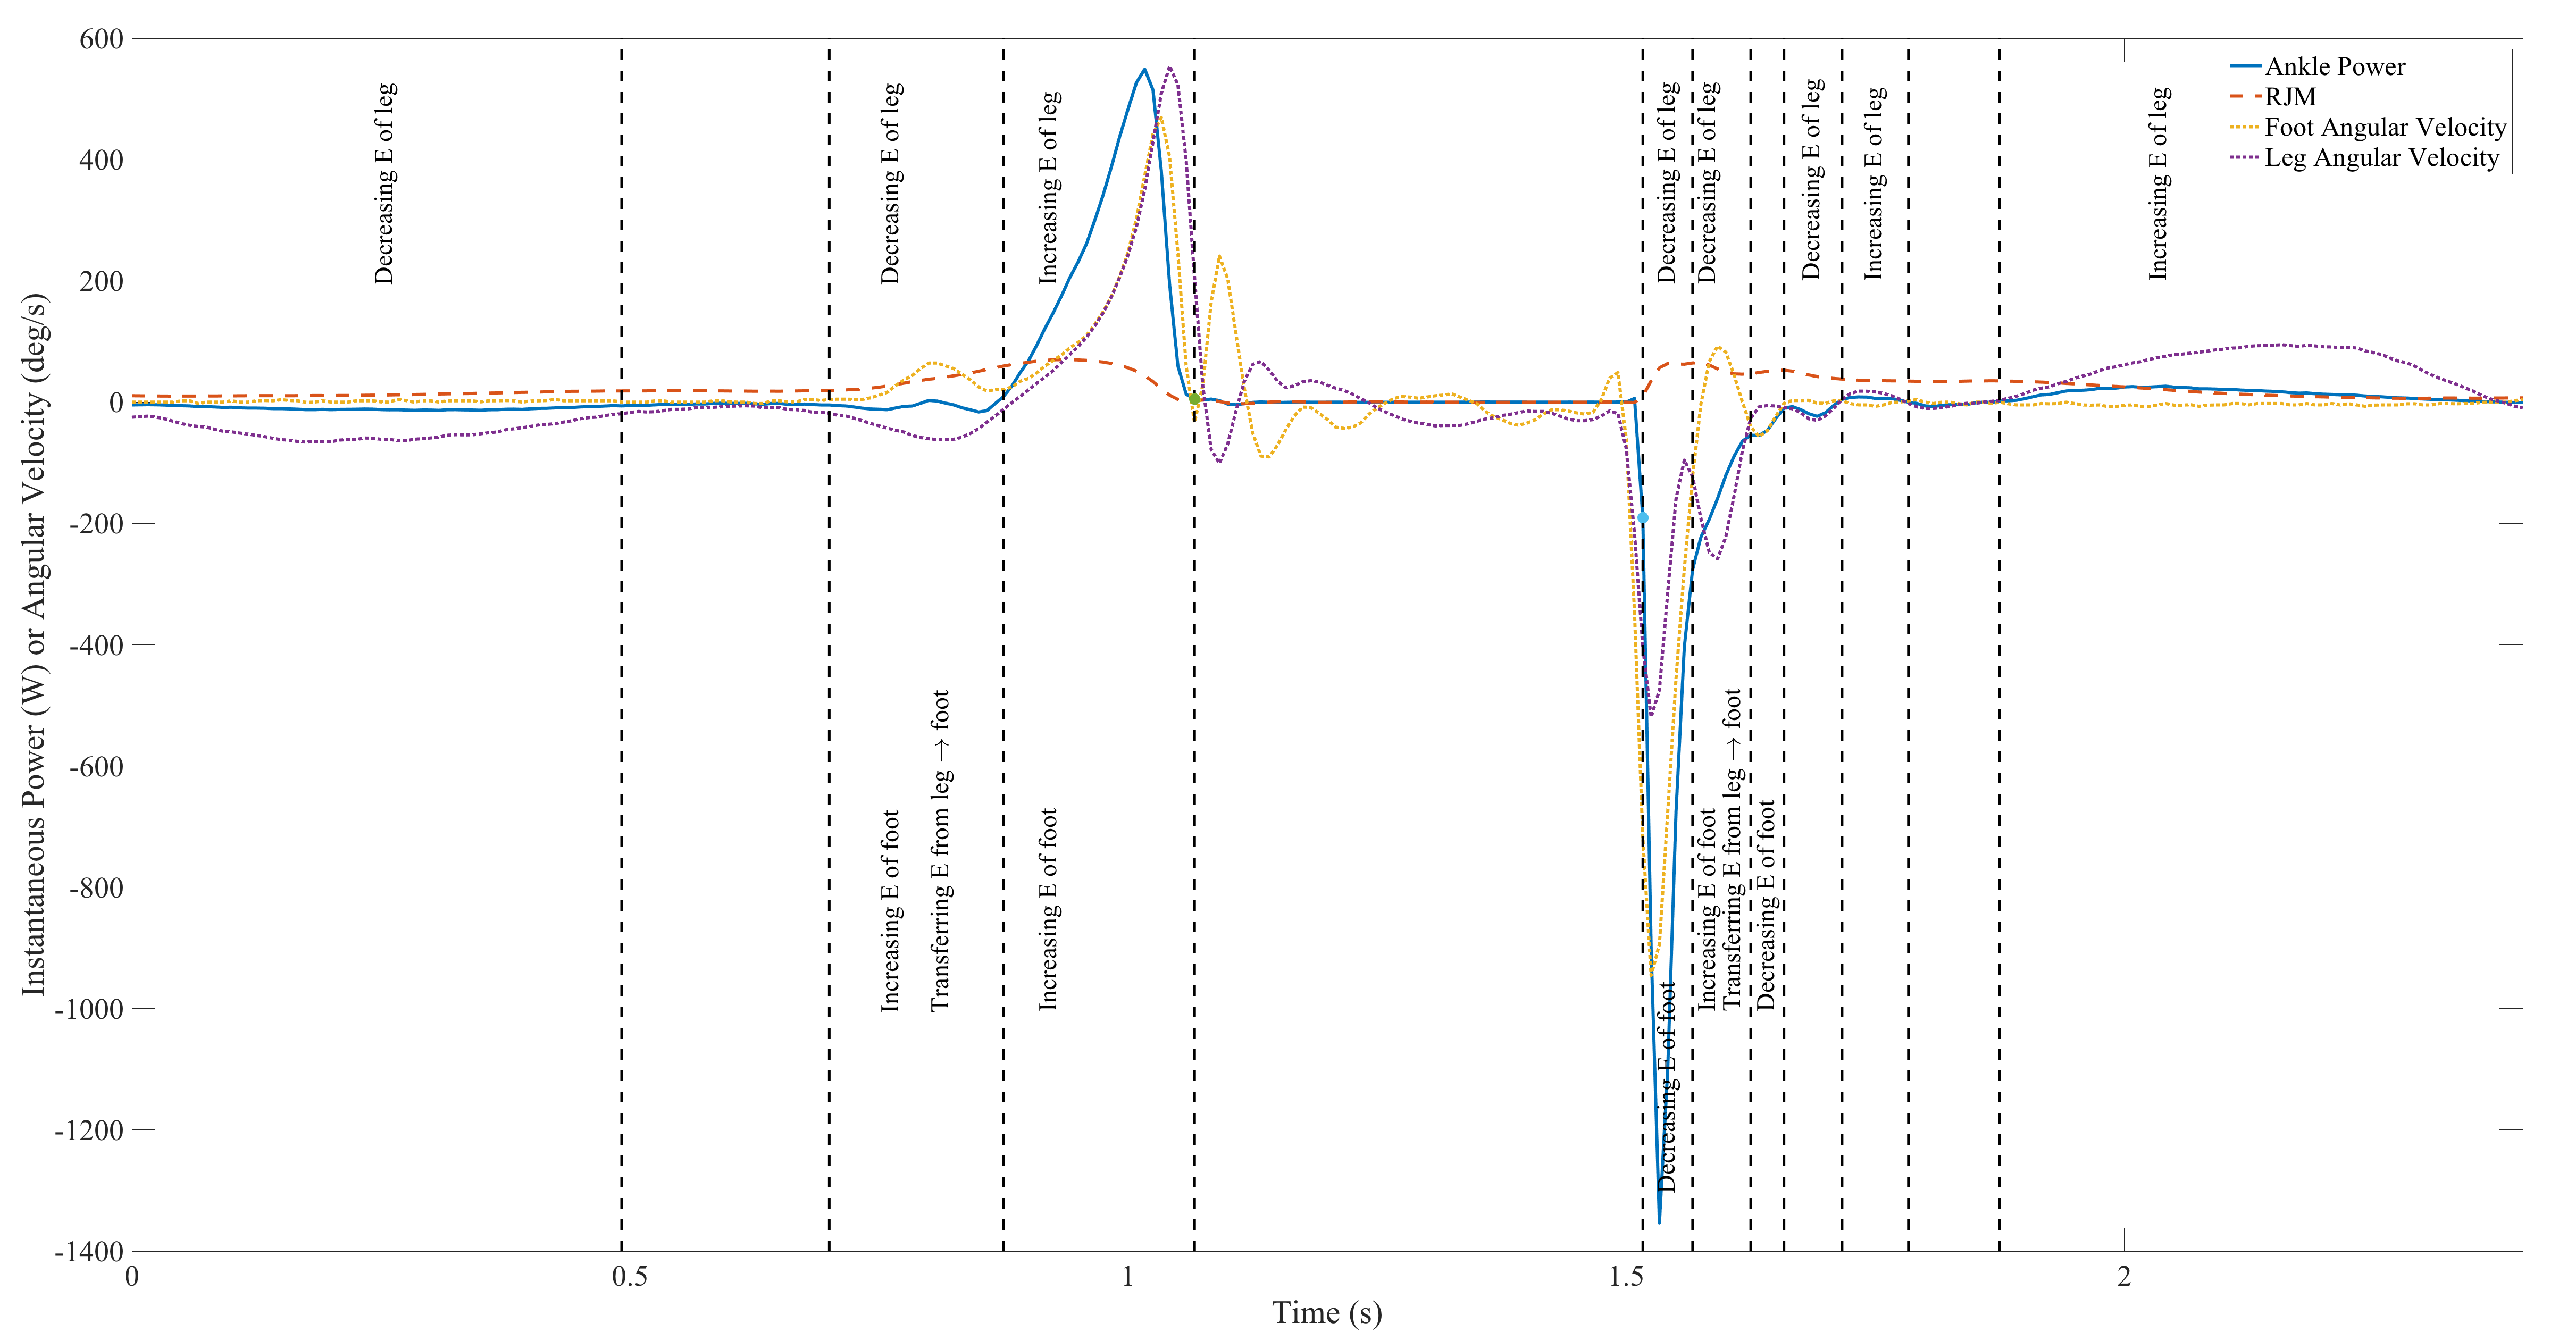 600
400
200
0
-200
-400
-600
-800
-1000
-1200
-1400
Instantaneous Power (W) or Angular Velocity (deg/s)
0
0.5
1
1.5
2
Time (s)
Ankle Power
RJM
Foot Angular Velocity
Leg Angular Velocity
Decreasing E of leg
Decreasing E of leg
Increasing E of leg
Decreasing E of leg
Decreasing E of leg
Decreasing E of leg
Increasing E of leg
Increasing E of leg
Increasing E of foot
Transferring E from leg → foot
Increasing E of foot
Decreasing E of foot
Increasing E of foot
Transferring E from leg → foot
Decreasing E of foot